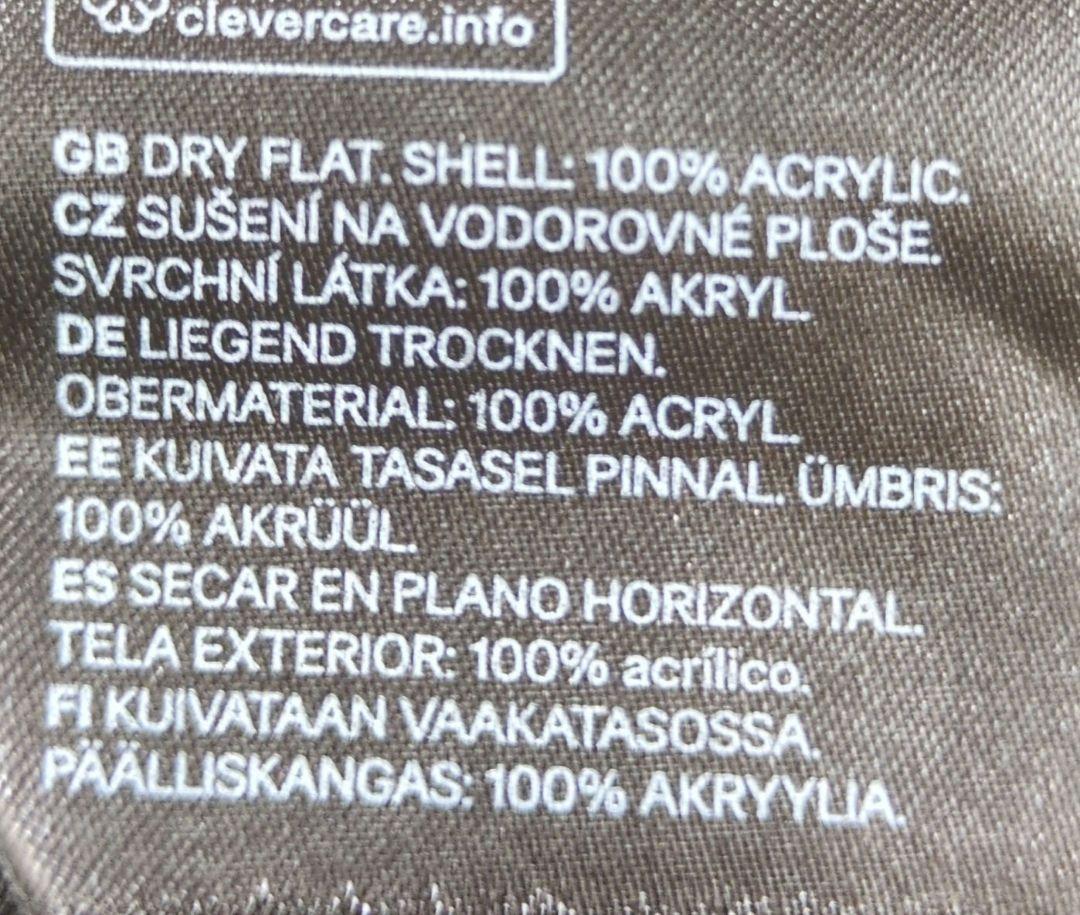 clevercare.info
GB DRY FLAT. SHELL: 100% ACRYLIC.
CZ SUŠENÍ NA VODOROVNÉ PLOŠE.
SVRCHNÍ LÁTKA: 100% AKRYL.
DE LIEGEND TROCKNEN.
OBERMATERIAL: 100% ACRYL.
EE KUIVATA TASASEL PINNAL. ÜMBRIS:
100% AKRÜÜL.
ES SECAR EN PLANO HORIZONTAL.
TELA EXTERIOR: 100% acrílico.
FI KUIVATAAN VAAKATASOSSA.
PÄÄLLISKANGAS: 100% AKRYYLIA.